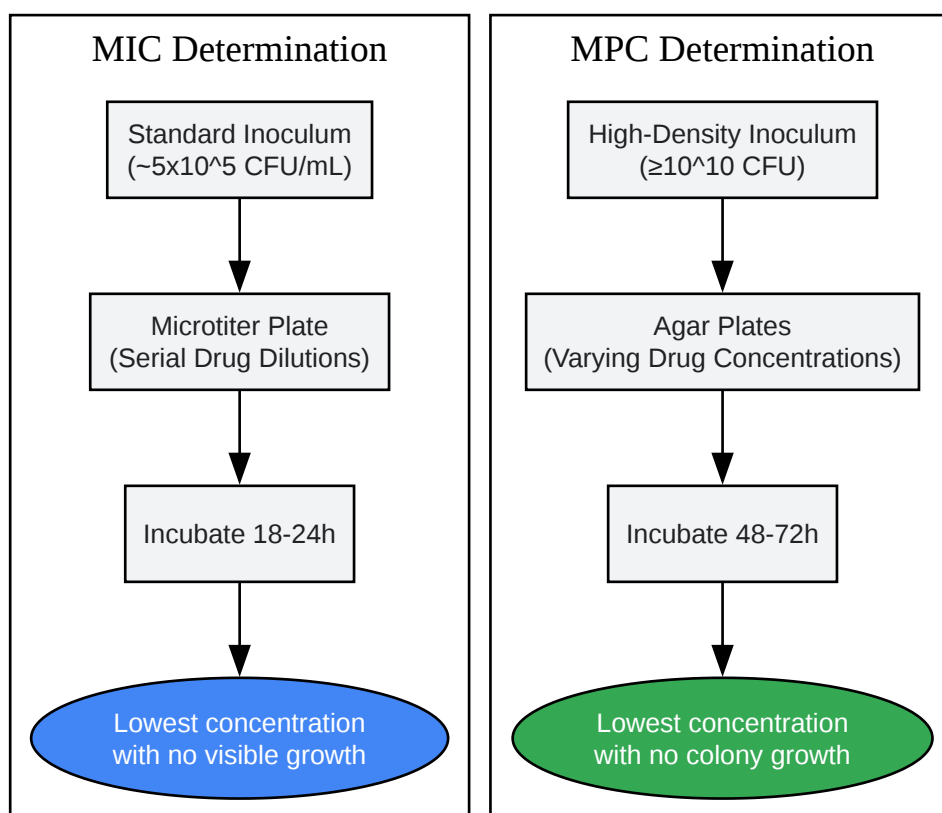 MIC Determination
Standard Inoculum
(~5x10^5 CFU/mL)
Microtiter Plate
(Serial Drug Dilutions)
Incubate 18-24h
Lowest concentration
with no visible growth
MPC Determination
High-Density Inoculum
(≥10^10 CFU)
Agar Plates
(Varying Drug Concentrations)
Incubate 48-72h
Lowest concentration
with no colony growth